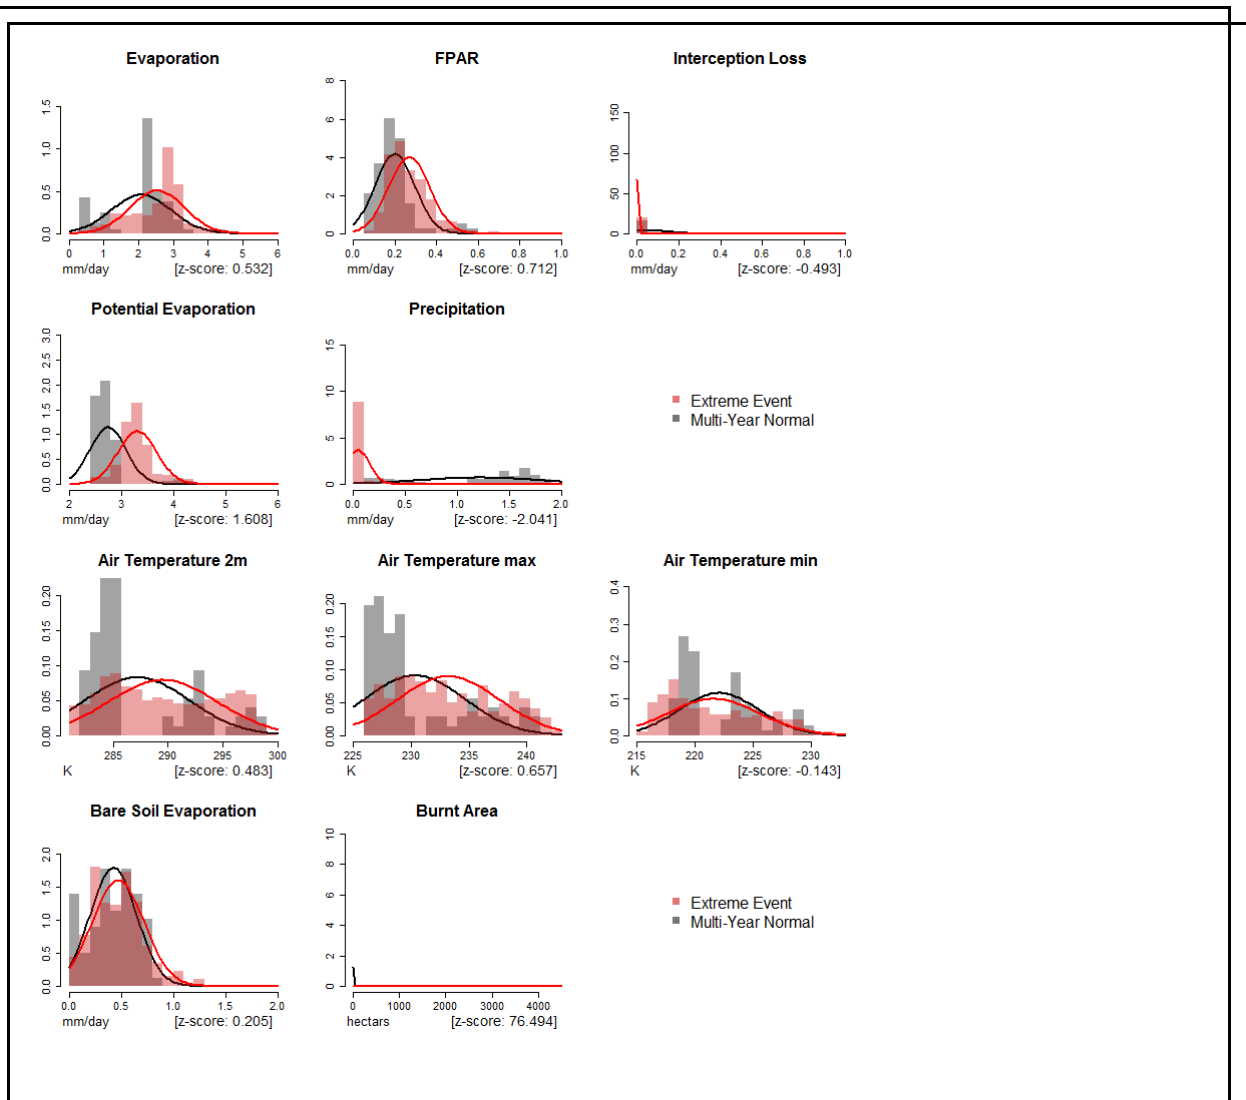 Evaporation
FPAR
Interception Loss
0.0 0.5 1.0 1.5
0 2 4 6 8
0 50 100 150
0 1 2 3 4 5 6
0.0 0.2 0.4 0.6 0.8 1.0
0.0 0.2 0.4 0.6 0.8 1.0
mm/day [z-score: 0.532]
mm/day [z-score: 0.712]
mm/day [z-score: -0.493]
Potential Evaporation
Precipitation
0.0 0.5 1.0 1.5 2.0 2.5 3.0
0 5 10 15
Extreme Event
Multi-Year Normal
2 3 4 5 6
0.0 0.5 1.0 1.5 2.0
mm/day [z-score: 1.608]
mm/day [z-score: -2.041]
Air Temperature 2m
Air Temperature max
Air Temperature min
0.00 0.05 0.10 0.15 0.20
0.00 0.05 0.10 0.15 0.20
0.0 0.1 0.2 0.3 0.4
285 290 295 300
225 230 235 240
215 220 225 230
K [z-score: 0.483]
K [z-score: 0.657]
K [z-score: -0.143]
Bare Soil Evaporation
Burnt Area
0.0 0.5 1.0 1.5 2.0
0 2 4 6 8 10
Extreme Event
Multi-Year Normal
0.0 0.5 1.0 1.5 2.0
0 1000 2000 3000 4000
mm/day [z-score: 0.205]
hectars [z-score: 76.494]